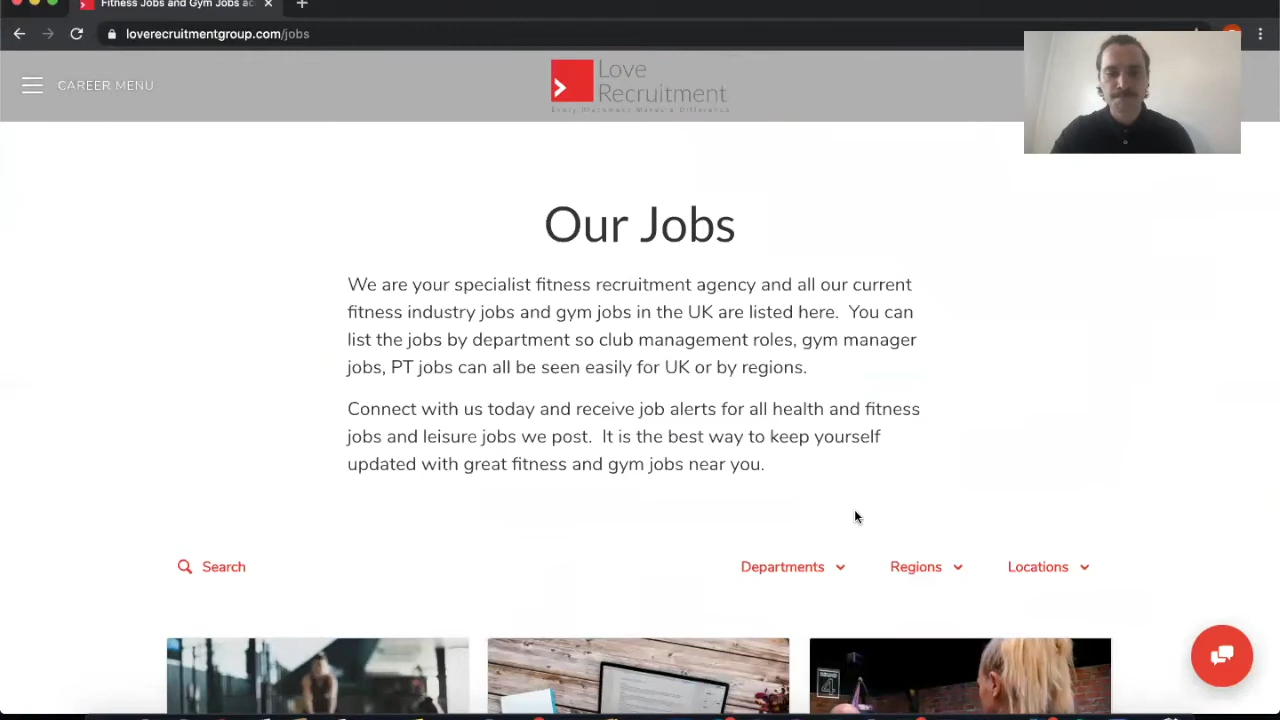 Fitness Jobs and Gym Jobs ac
loverecruitmentgroup.com/jobs
CAREER MENU
Love
Recruitment
Every Placement Makes a Difference
Our Jobs
We are your specialist fitness recruitment agency and all our current
fitness industry jobs and gym jobs in the UK are listed here.  You can
list the jobs by department so club management roles, gym manager
jobs, PT jobs can all be seen easily for UK or by regions.
Connect with us today and receive job alerts for all health and fitness
jobs and leisure jobs we post.  It is the best way to keep yourself
updated with great fitness and gym jobs near you.
Search
Departments
Regions
Locations
4